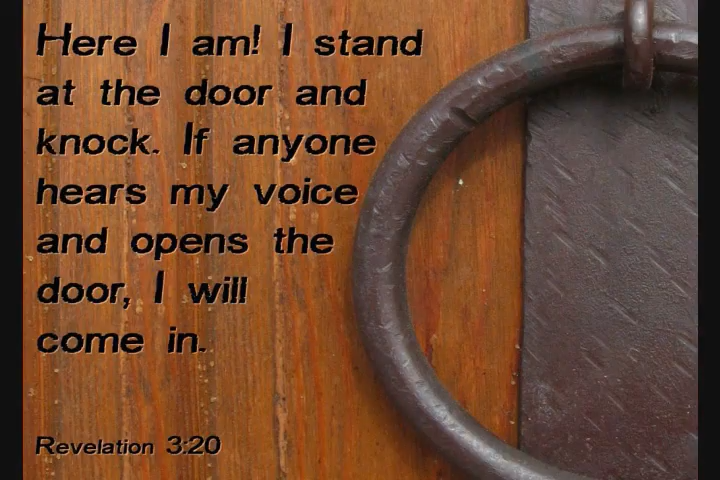 Here I am! I stand
at the door and
knock. If anyone
hears my voice
and opens the
door, I will
come in.
Revelation 3:20